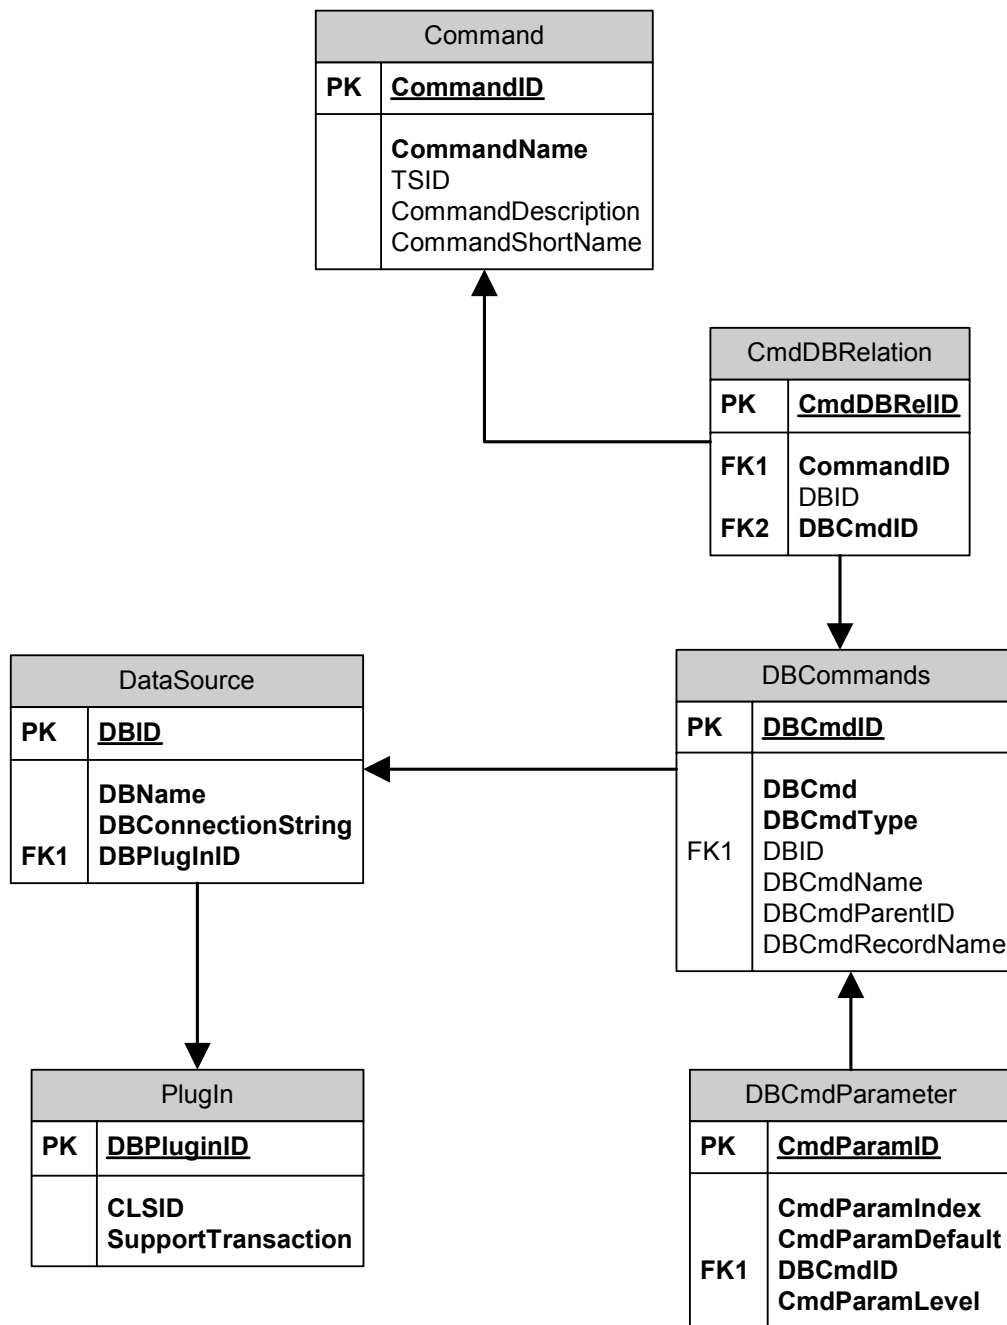 Command
PK CommandID
CommandName
TSID
CommandDescription
CommandShortName
CmdDBRelation
PK CmdDBRelID
FK1 CommandID
DBID
FK2 DBCmdID
DataSource
PK DBID
DBName
DBConnectionString
FK1 DBPlugInID
DBCommands
PK DBCmdID
DBCmd
DBCmdType
FK1 DBID
DBCmdName
DBCmdParentID
DBCmdRecordName
PlugIn
PK DBPluginID
CLSID
SupportTransaction
DBCmdParameter
PK CmdParamID
CmdParamIndex
CmdParamDefault
FK1 DBCmdID
CmdParamLevel